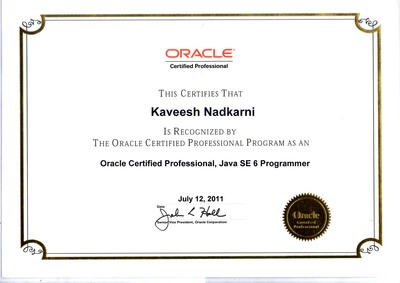 ORACLE
Certified Professional
THIS CERTIFIES THAT
Kaveesh Nadkarni
IS RECOGNIZED BY
THE ORACLE CERTIFIED PROFESSIONAL PROGRAM AS AN
Oracle Certified Professional, Java SE 6 Programmer
July 12, 2011
Date
John L. Hall
Senior Vice President, Oracle Corporation
Oracle
Certified
Professional